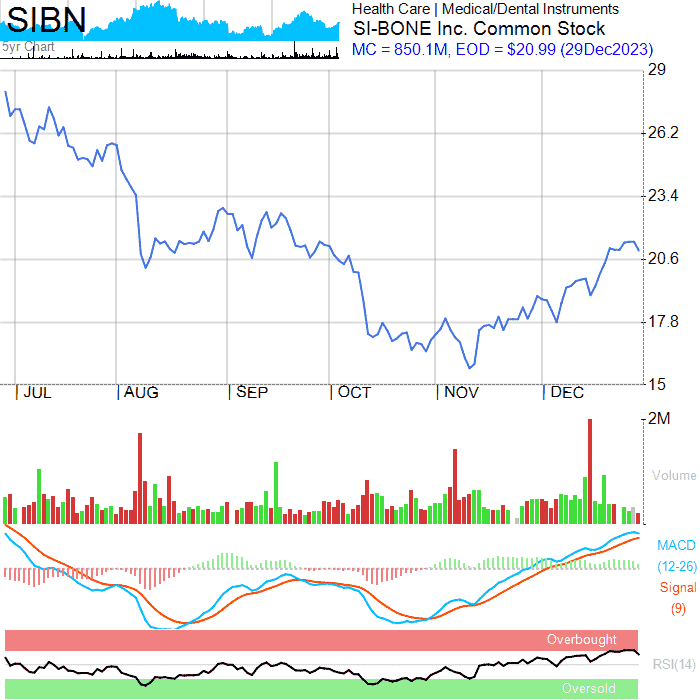 SIBN
5yr Chart
Health Care | Medical/Dental Instruments
SI-BONE Inc. Common Stock
MC = 850.1M, EOD = $20.99 (29Dec2023)
29
26.2
23.4
20.6
17.8
15
JUL AUG SEP OCT NOV DEC
2M
Volume
MACD
(12-26)
Signal
(9)
Overbought
RSI(14)
Oversold